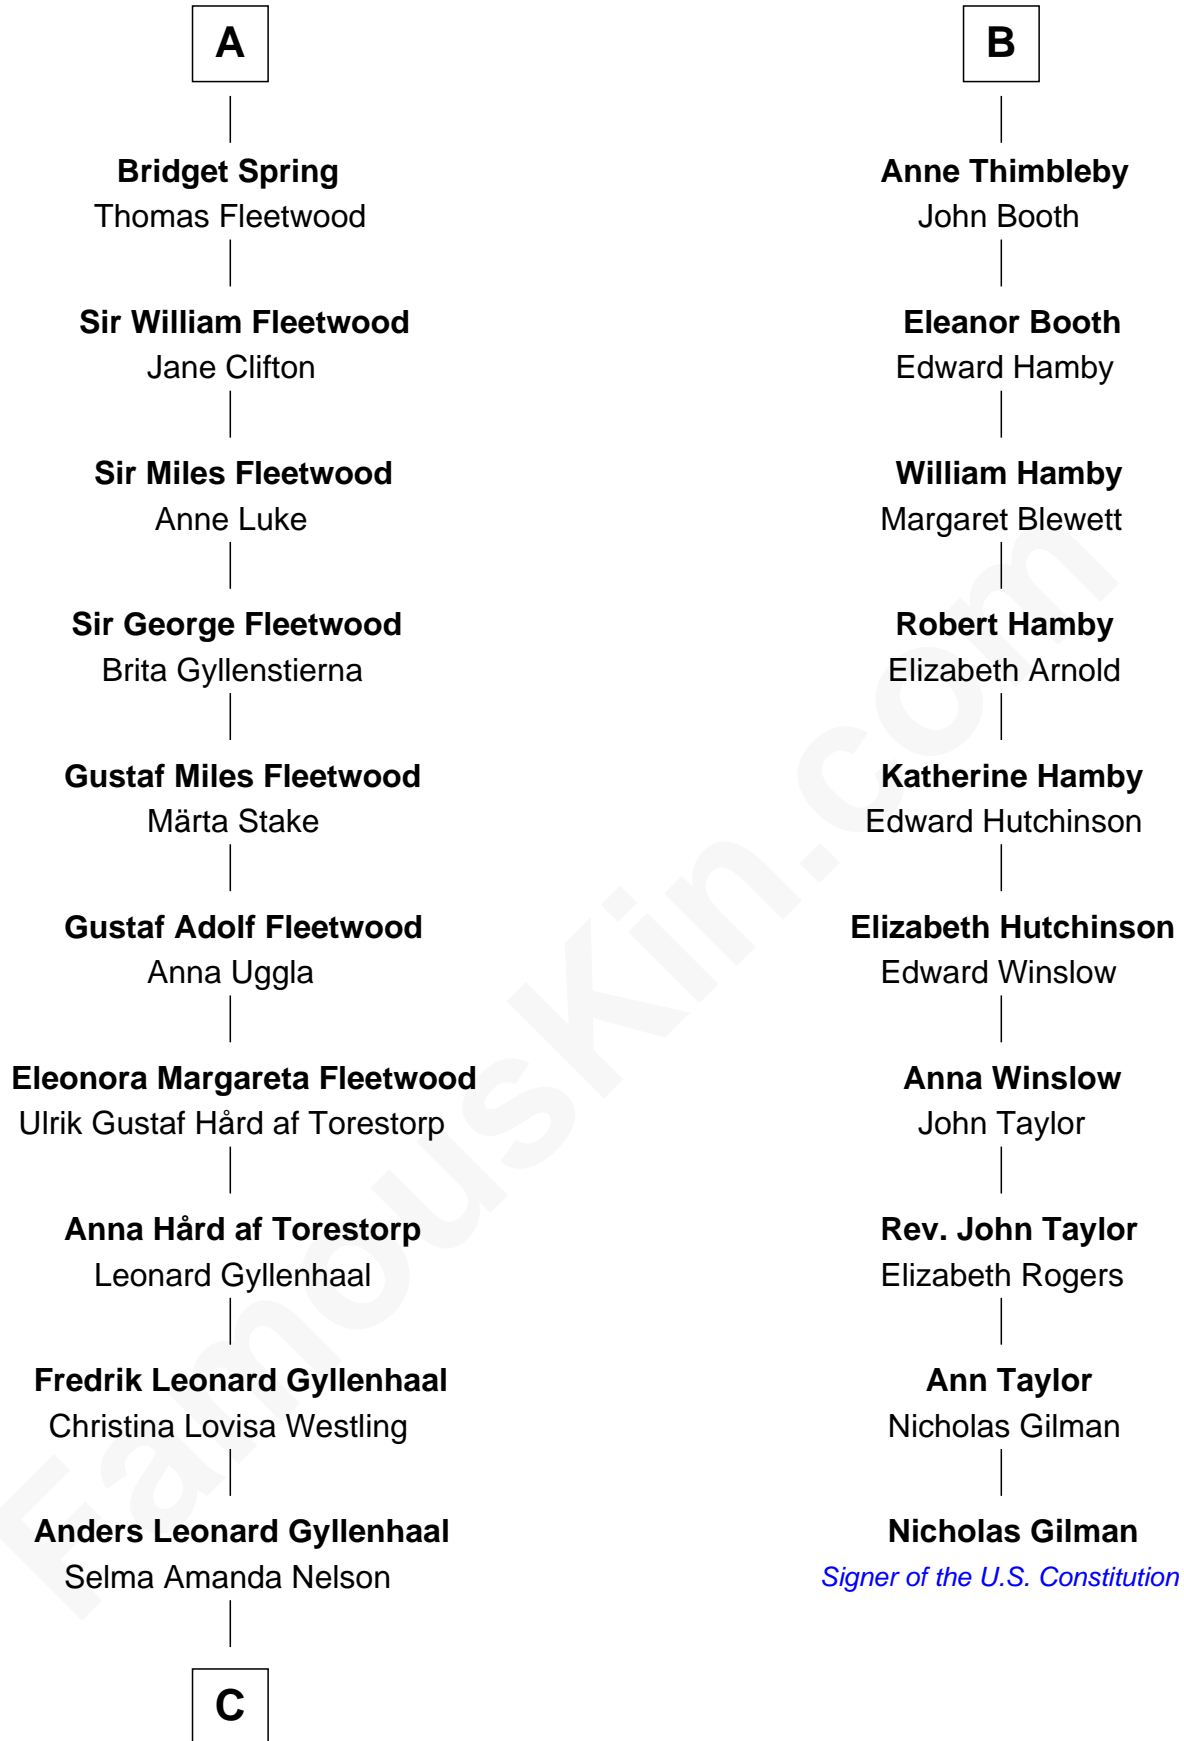 A
Bridget Spring
Thomas Fleetwood
Sir William Fleetwood
Jane Clifton
Sir Miles Fleetwood
Anne Luke
Sir George Fleetwood
Brita Gyllenstierna
Gustaf Miles Fleetwood
Märta Stake
Gustaf Adolf Fleetwood
Anna Uggla
Eleonora Margareta Fleetwood
Ulrik Gustaf Hård af Torestorp
Anna Hård af Torestorp
Leonard Gyllenhaal
Fredrik Leonard Gyllenhaal
Christina Lovisa Westling
Anders Leonard Gyllenhaal
Selma Amanda Nelson
C
B
Anne Thimbleby
John Booth
Eleanor Booth
Edward Hamby
William Hamby
Margaret Blewett
Robert Hamby
Elizabeth Arnold
Katherine Hamby
Edward Hutchinson
Elizabeth Hutchinson
Edward Winslow
Anna Winslow
John Taylor
Rev. John Taylor
Elizabeth Rogers
Ann Taylor
Nicholas Gilman
Nicholas Gilman
Signer of the U.S. Constitution
FamousKin.com